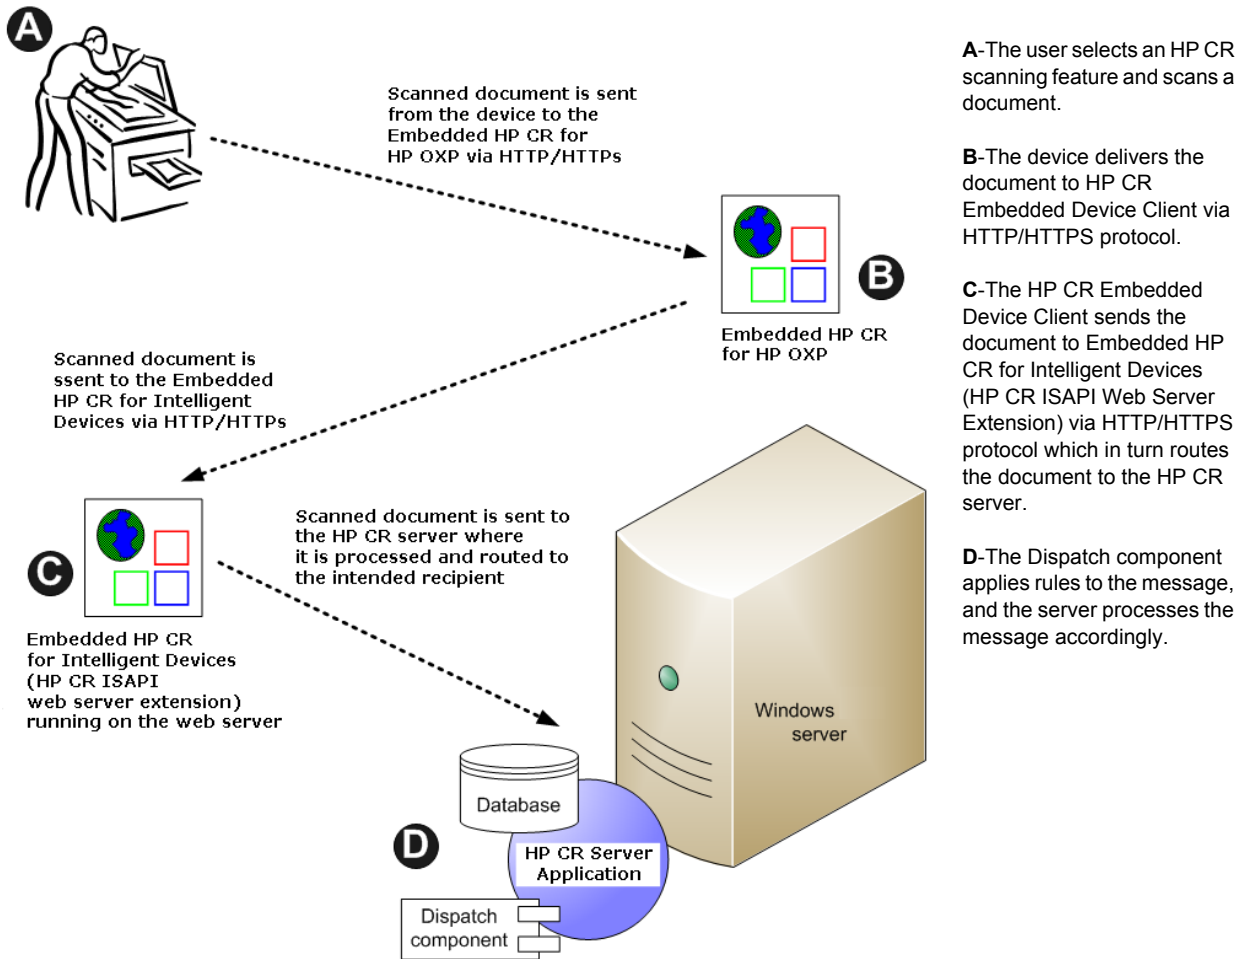 A
Scanned document is sent
from the device to the
Embedded HP CR for
HP OXP via HTTP/HTTPs
B
Embedded HP CR
for HP OXP
Scanned document is
ssent to the Embedded
HP CR for Intelligent
Devices via HTTP/HTTPs
C
Embedded HP CR
for Intelligent Devices
(HP CR ISAPI
web server extension)
running on the web server
Scanned document is sent to
the HP CR server where
it is processed and routed to
the intended recipient
Windows
server
D
Database
HP CR Server
Application
Dispatch
component
A-The user selects an HP CR
scanning feature and scans a
document.
B-The device delivers the
document to HP CR
Embedded Device Client via
HTTP/HTTPS protocol.
C-The HP CR Embedded
Device Client sends the
document to Embedded HP
CR for Intelligent Devices
(HP CR ISAPI Web Server
Extension) via HTTP/HTTPS
protocol which in turn routes
the document to the HP CR
server.
D-The Dispatch component
applies rules to the message,
and the server processes the
message accordingly.